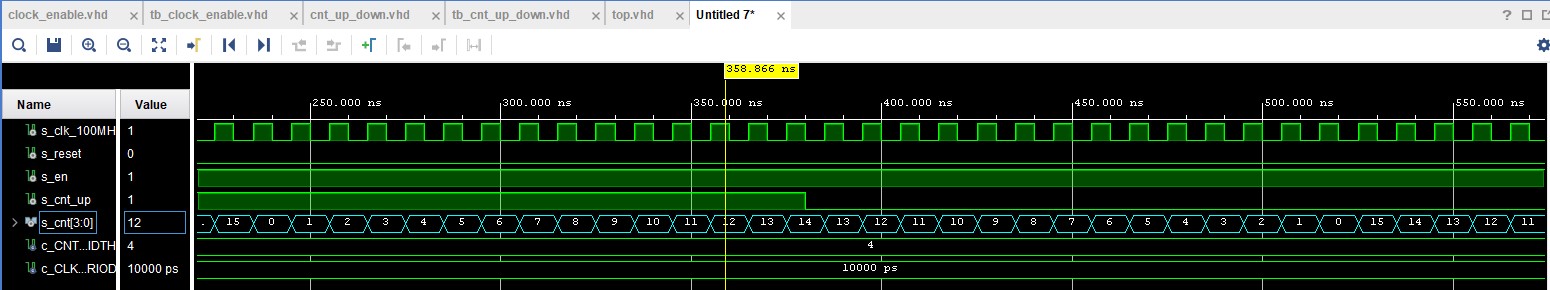 clock_enable.vhd tb_clock_enable.vhd cnt_up_down.vhd tb_cnt_up_down.vhd top.vhd Untitled 7*
358.866 ns
Name Value
250.000 ns 300.000 ns 350.000 ns 400.000 ns 450.000 ns 500.000 ns 550.000 ns
s_clk_100MH 1
s_reset 0
s_en 1
s_cnt_up 1
s_cnt[3:0] 12 15 0 1 2 3 4 5 6 7 8 9 10 11 12 13 14 13 12 11 10 9 8 7 6 5 4 3 2 1 0 15 14 13 12 11
c_CNT...IDTH 4 4
c_CLK...RIOD 10000 ps 10000 ps